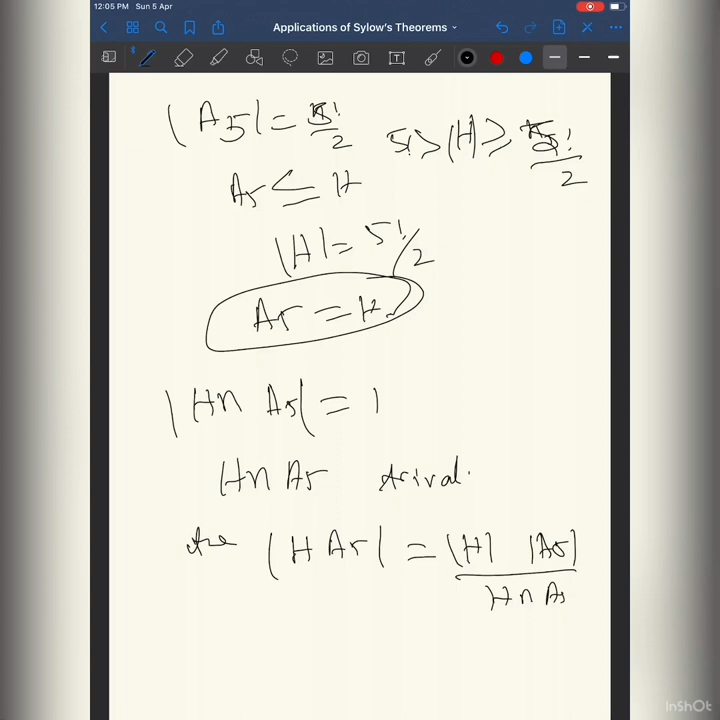 12:05 PM Sun 5 Apr
Applications of Sylow's Theorems
|A5| = 5!/2
5! > |H| ≥ 5!/2
A5 ≤ H
|H| = 5!/2
A5 = H
|H∩ A5| = 1
H∩ A5 trivial.
|H A5| = |H| |A5| / H∩A5
InShOt